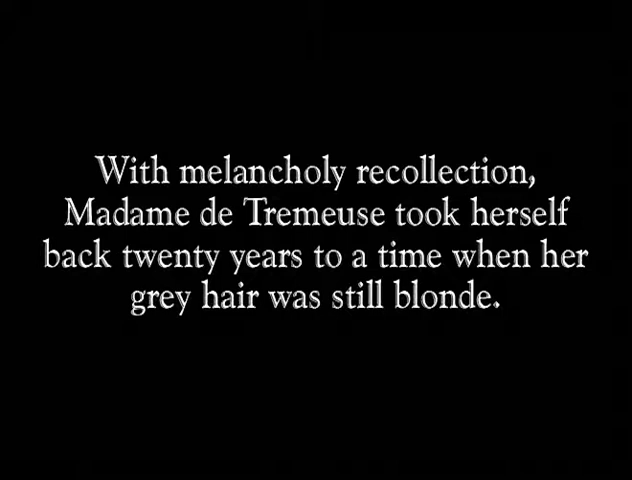 With melancholy recollection,
Madame de Tremeuse took herself
back twenty years to a time when her
grey hair was still blonde.